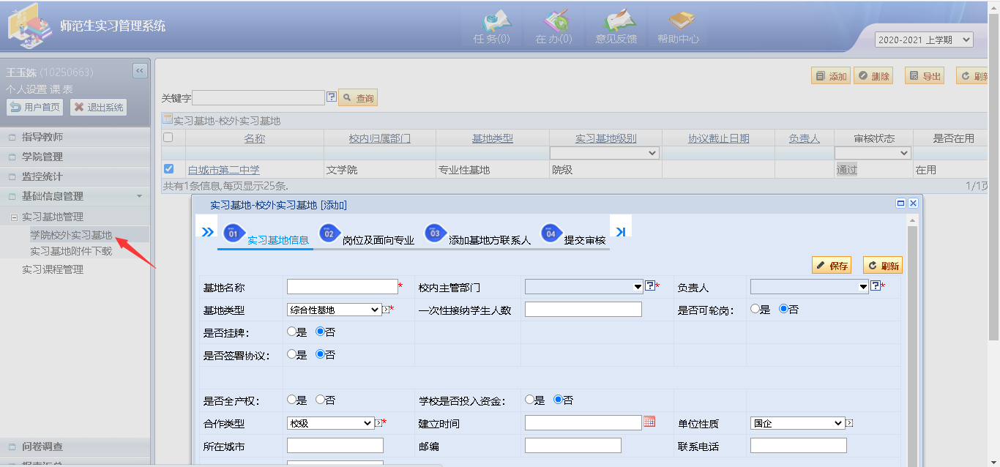 师范生实习管理系统
任 务(0) 在 办(0) 意见反馈 帮助中心
2020-2021 上学期
王玉姝 (10250663)
个人设置 课 表
用户首页 退出系统
指导教师
学院管理
监控统计
基础信息管理
实习基地管理
学院校外实习基地
实习基地附件下载
实习课程管理
问卷调查
添加 删除 导出 刷新
关键字 查询
实习基地-校外实习基地
名称 校内归属部门 基地类型 实习基地级别 协议截止日期 负责人 审核状态 是否在用
白城市第二中学 文学院 专业性基地 院级 通过 在用
共有1条信息,每页显示25条. 1/1页
实习基地-校外实习基地 [添加]
01 实习基地信息 02 岗位及面向专业 03 添加基地方联系人 04 提交审核
保存 刷新
基地名称 * 校内主管部门 ?* 负责人 ?*
基地类型 综合性基地 * 一次性接纳学生人数 是否可轮岗: 是 否
是否挂牌: 是 否
是否签署协议: 是 否
是否全产权: 是 否 学校是否投入资金: 是 否
合作类型 校级 * 建立时间 单位性质 国企
所在城市 邮编 联系电话